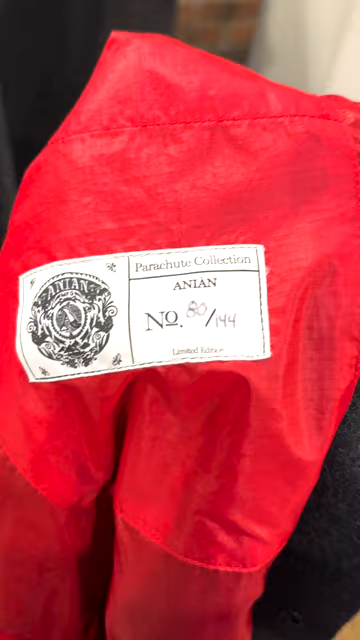 ANIAN
A
Parachute Collection
ANIAN
No. 80/144
Limited Edition